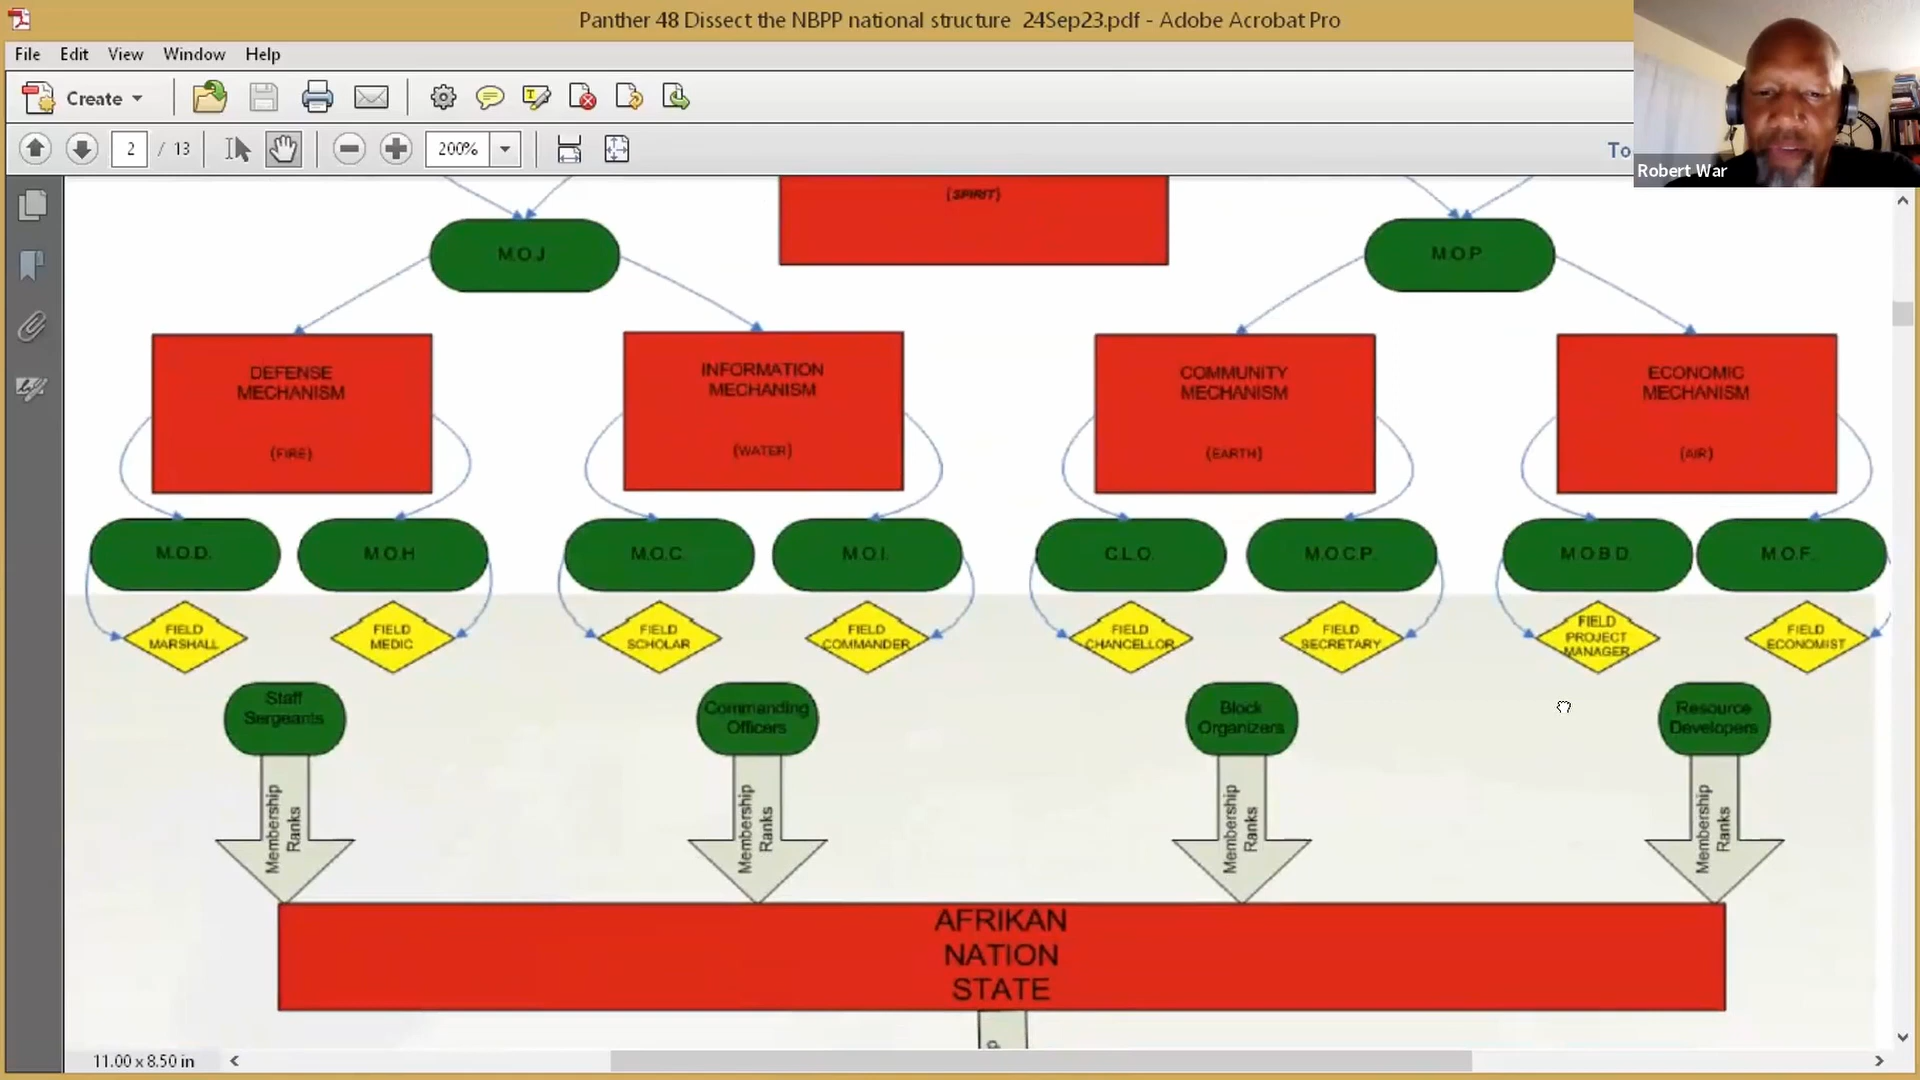 Panther 48 Dissect the NBPP national structure 24Sep23.pdf - Adobe Acrobat Pro
File Edit View Window Help
Create
2 / 13 200% To
Robert War
(SPIRIT)
M.O.J
M.O.P.
DEFENSE
MECHANISM
(FIRE)
INFORMATION
MECHANISM
(WATER)
COMMUNITY
MECHANISM
(EARTH)
ECONOMIC
MECHANISM
(AIR)
M.O.D.
M.O.H
M.O.C.
M.O.I.
C.L.O.
M.O.C.P.
M.O.B.D.
M.O.F.
FIELD
MARSHALL
FIELD
MEDIC
FIELD
SCHOLAR
FIELD
COMMANDER
FIELD
CHANCELLOR
FIELD
SECRETARY
FIELD
PROJECT
MANAGER
FIELD
ECONOMIST
Staff
Sergeants
Commanding
Officers
Block
Organizers
Resource
Developers
Membership
Ranks
Membership
Ranks
Membership
Ranks
Membership
Ranks
AFRIKAN
NATION
STATE
11.00 x 8.50 in